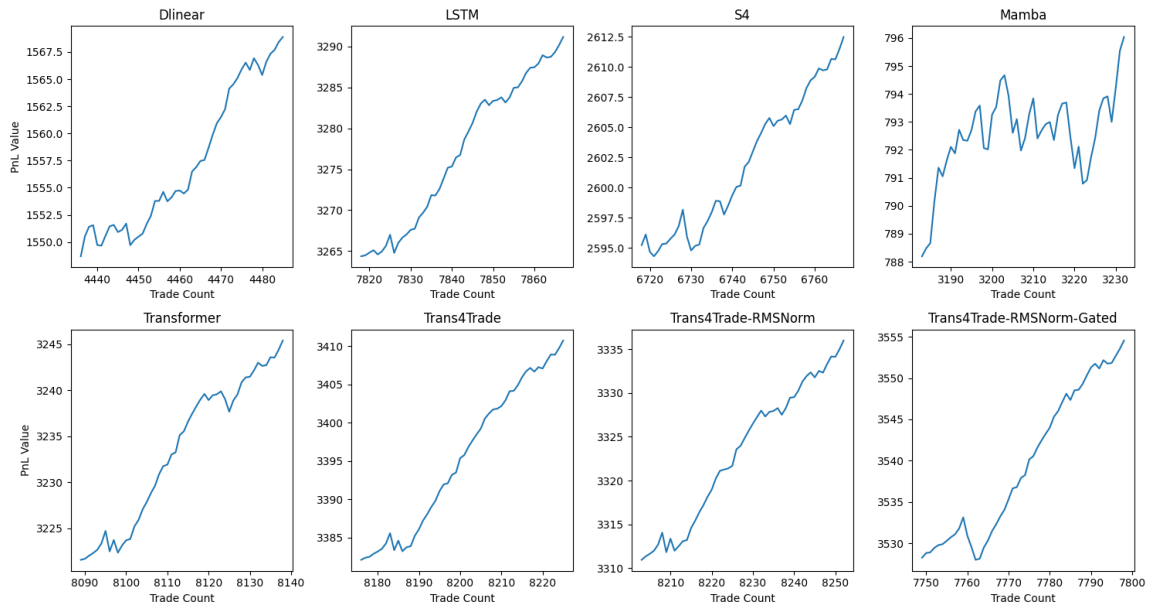 Dlinear
PnL Value
1567.5
1565.0
1562.5
1560.0
1557.5
1555.0
1552.5
1550.0
4440 4450 4460 4470 4480
Trade Count
LSTM
3290
3285
3280
3275
3270
3265
7820 7830 7840 7850 7860
Trade Count
S4
2612.5
2610.0
2607.5
2605.0
2602.5
2600.0
2597.5
2595.0
6720 6730 6740 6750 6760
Trade Count
Mamba
796
795
794
793
792
791
790
789
788
3190 3200 3210 3220 3230
Trade Count
Transformer
PnL Value
3245
3240
3235
3230
3225
8090 8100 8110 8120 8130 8140
Trade Count
Trans4Trade
3410
3405
3400
3395
3390
3385
8180 8190 8200 8210 8220
Trade Count
Trans4Trade-RMSNorm
3335
3330
3325
3320
3315
3310
8210 8220 8230 8240 8250
Trade Count
Trans4Trade-RMSNorm-Gated
3555
3550
3545
3540
3535
3530
7750 7760 7770 7780 7790 7800
Trade Count